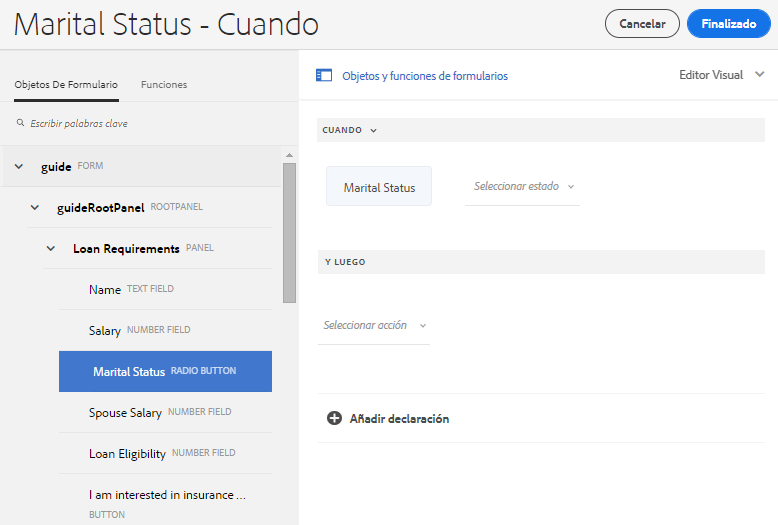 Marital Status - Cuando
Cancelar
Finalizado
Objetos De Formulario
Funciones
Escribir palabras clave
guide FORM
guideRootPanel ROOTPANEL
Loan Requirements PANEL
Name TEXT FIELD
Salary NUMBER FIELD
Marital Status RADIO BUTTON
Spouse Salary NUMBER FIELD
Loan Eligibility NUMBER FIELD
I am interested in insurance ...
BUTTON
Objetos y funciones de formularios
Editor Visual
CUANDO
Marital Status
Seleccionar estado
Y LUEGO
Seleccionar acción
Añadir declaración